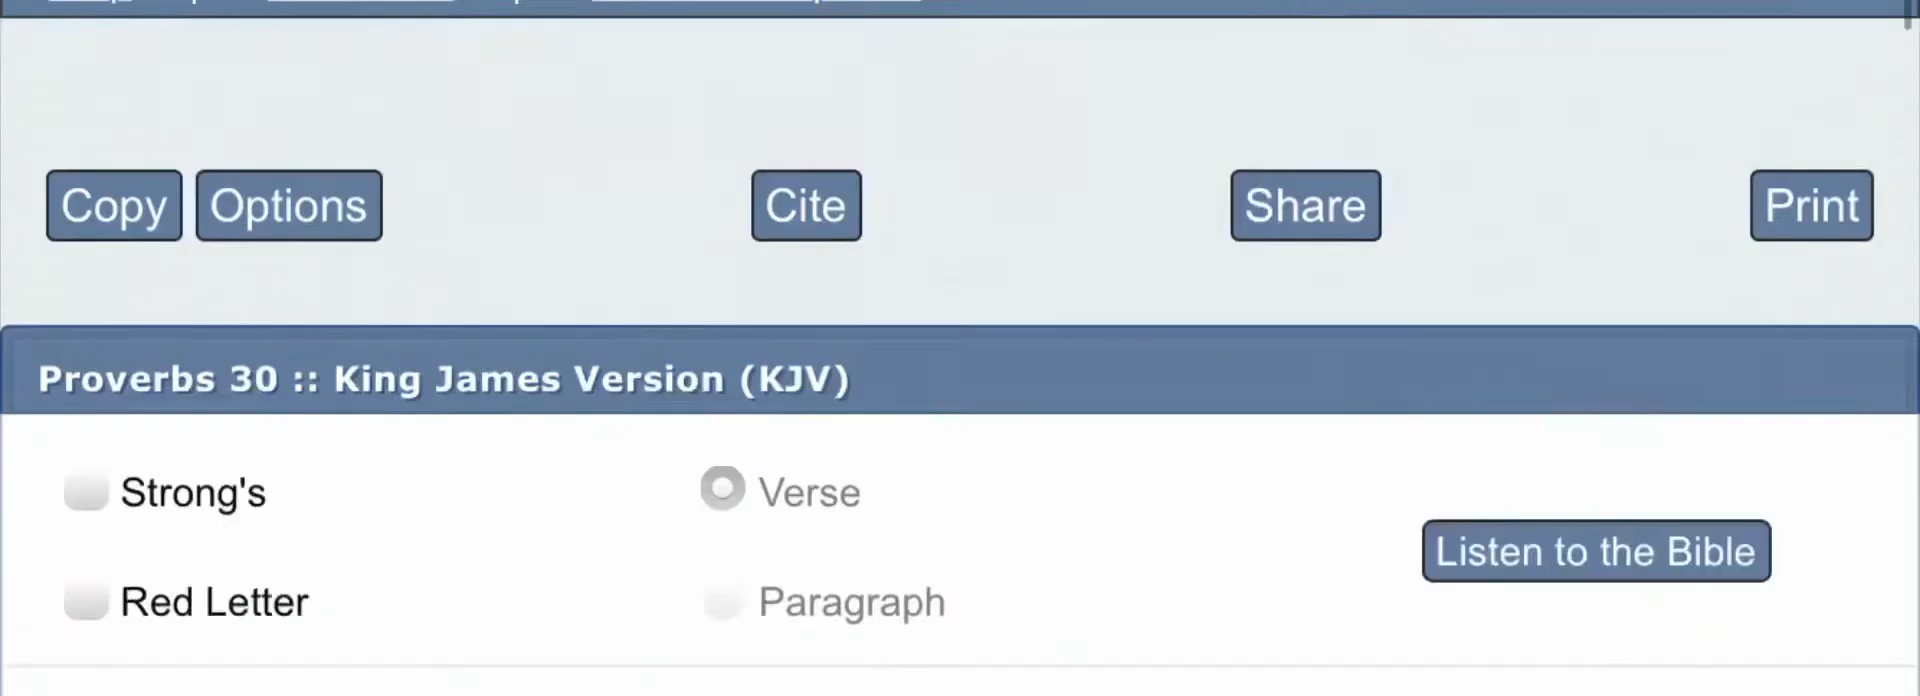 Copy Options Cite Share Print
Proverbs 30 :: King James Version (KJV)
Strong's Verse
Listen to the Bible
Red Letter Paragraph